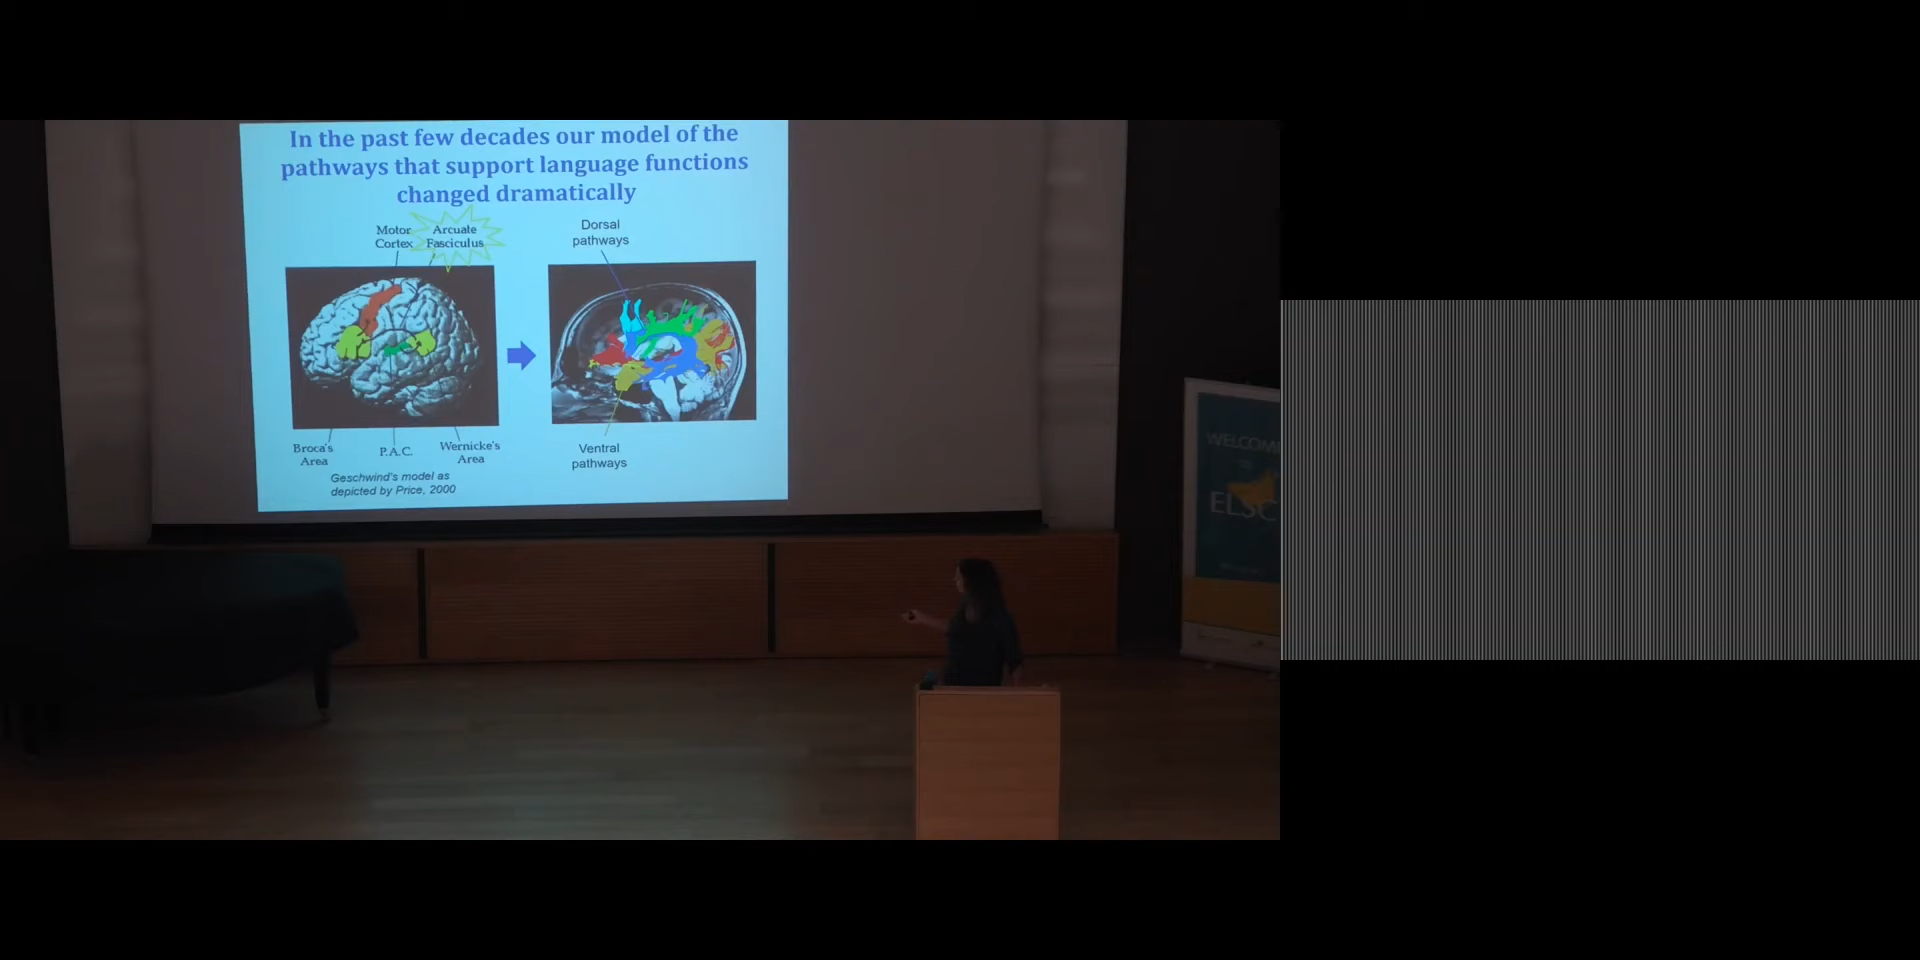 In the past few decades our model of the
pathways that support language functions
changed dramatically
Motor
Cortex
Arcuate
Fasciculus
Dorsal
pathways
Broca's
Area
P.A.C.
Wernicke's
Area
Ventral
pathways
Geschwind's model as
depicted by Price, 2000
WELCOM
ELSC